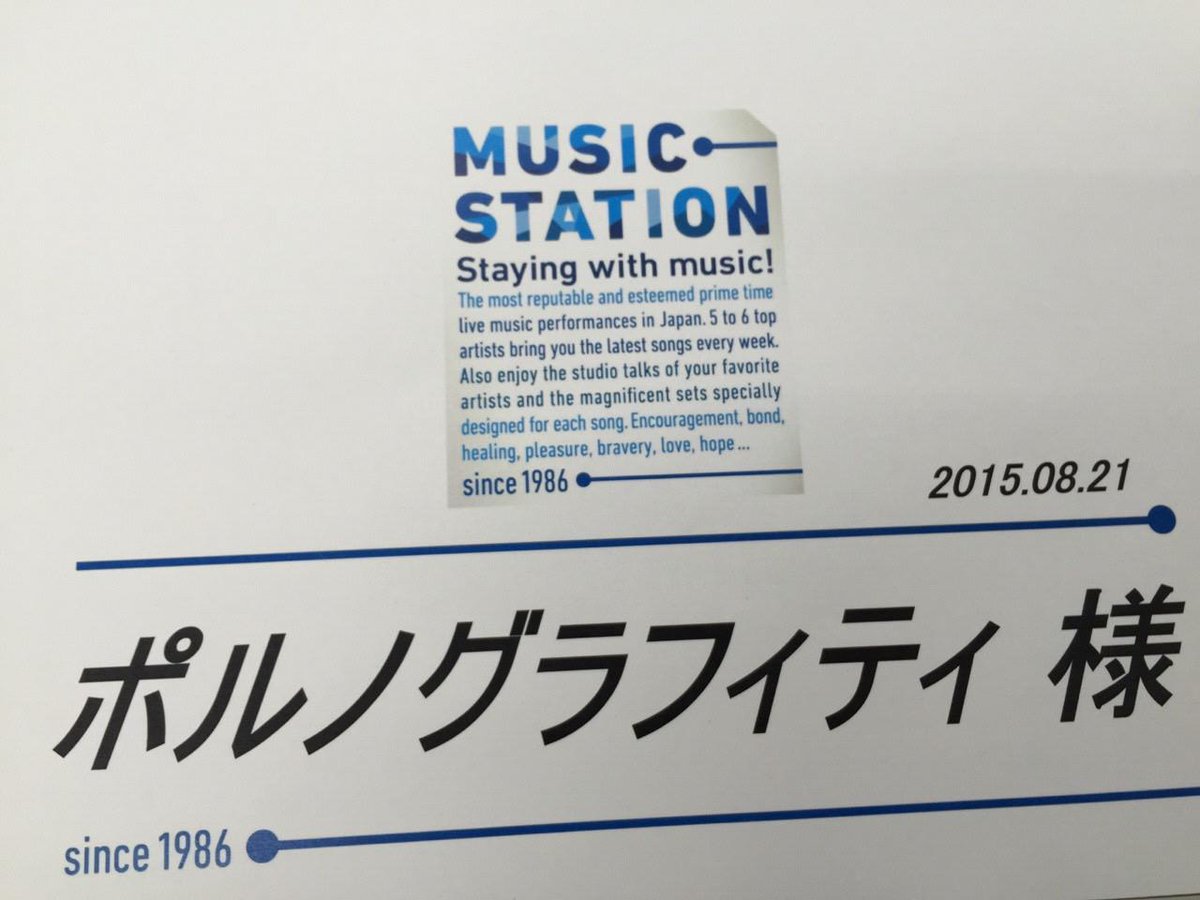 MUSIC
STATION
Staying with music!
The most reputable and esteemed prime time
live music performances in Japan. 5 to 6 top
artists bring you the latest songs every week.
Also enjoy the studio talks of your favorite
artists and the magnificent sets specially
designed for each song. Encouragement, bond,
healing, pleasure, bravery, love, hope...
since 1986
2015.08.21
ポルノグラフィティ 様
since 1986